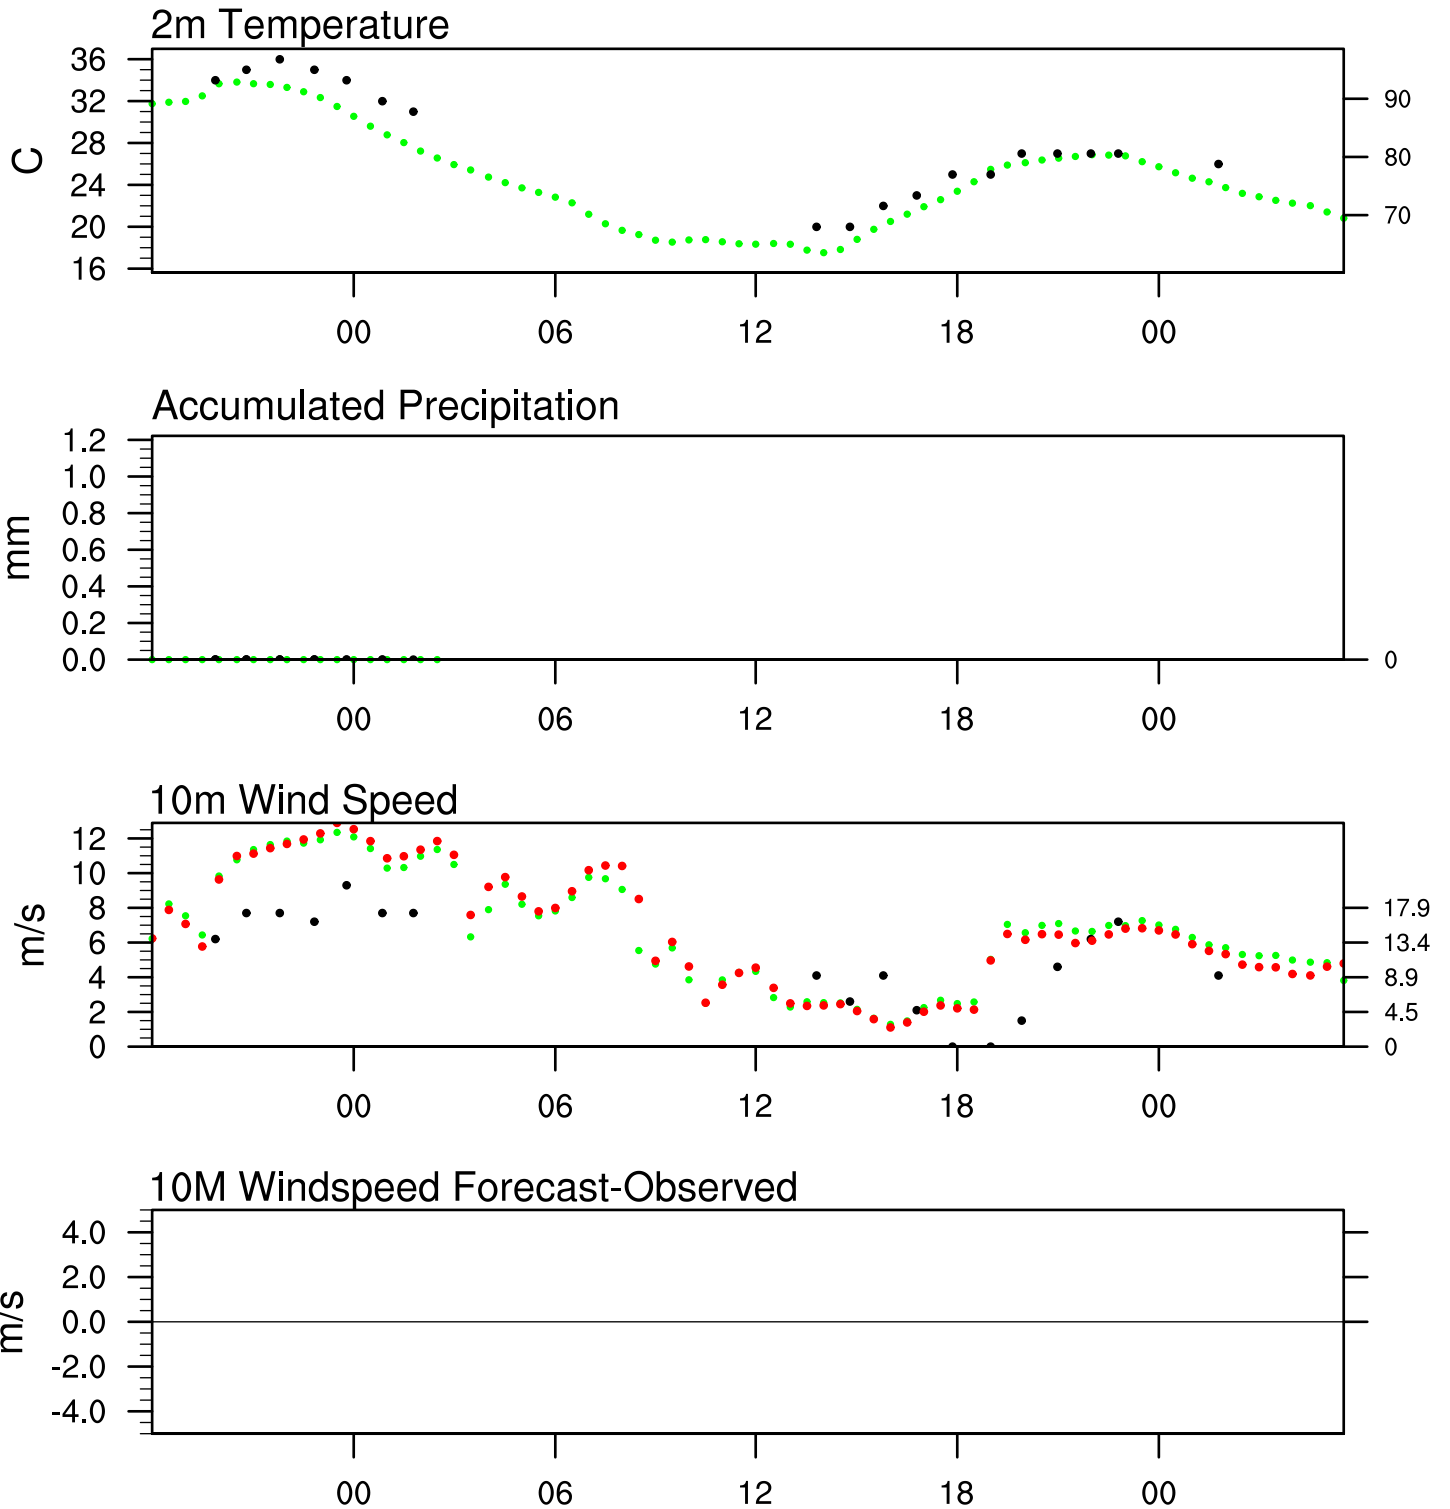 2m Temperature
36
32
28
24
20
16
C
90
80
70
00 06 12 18 00
Accumulated Precipitation
1.2
1.0
0.8
0.6
0.4
0.2
0.0
mm
0
00 06 12 18 00
10m Wind Speed
12
10
8
6
4
2
0
m/s
17.9
13.4
8.9
4.5
0
00 06 12 18 00
10M Windspeed Forecast-Observed
4.0
2.0
0.0
-2.0
-4.0
m/s
00 06 12 18 00